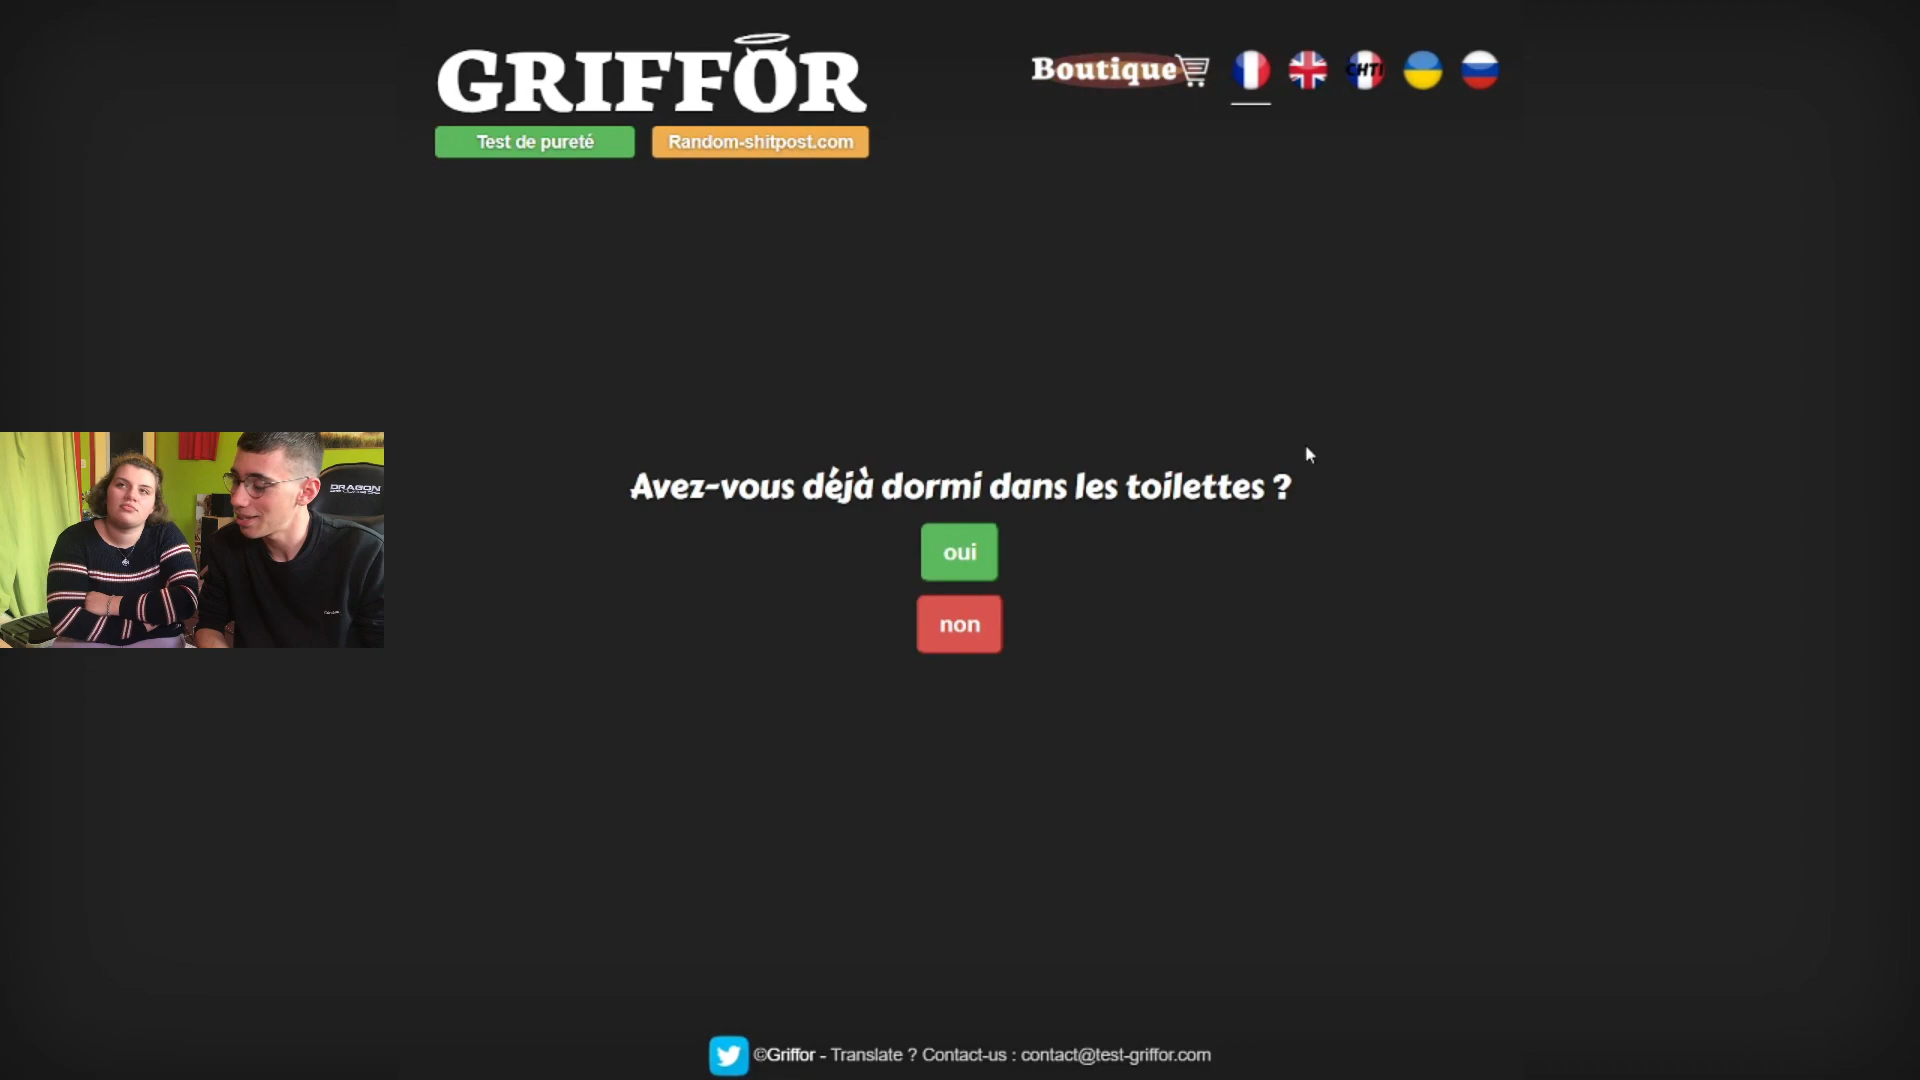 GRIFFOR
Boutique
CHTI
Test de pureté
Random-shitpost.com
DRAGON
Avez-vous déjà dormi dans les toilettes ?
oui
non
©Griffor - Translate ? Contact-us : contact@test-griffor.com